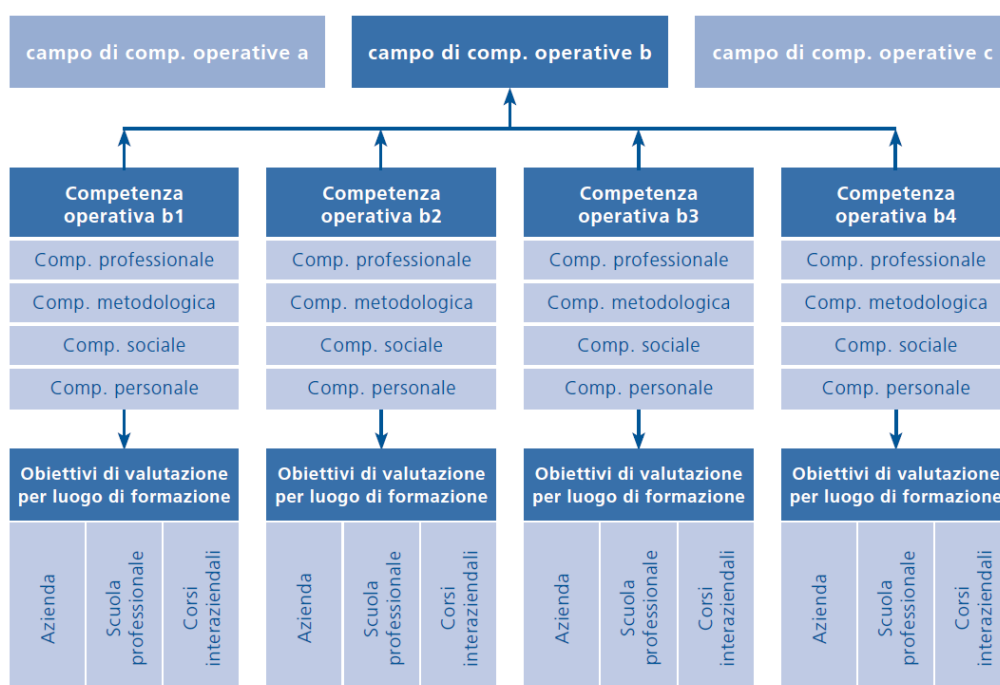 campo di comp. operative a
campo di comp. operative b
campo di comp. operative c
Competenza
operativa b1
Competenza
operativa b2
Competenza
operativa b3
Competenza
operativa b4
Comp. professionale
Comp. professionale
Comp. professionale
Comp. professionale
Comp. metodologica
Comp. metodologica
Comp. metodologica
Comp. metodologica
Comp. sociale
Comp. sociale
Comp. sociale
Comp. sociale
Comp. personale
Comp. personale
Comp. personale
Comp. personale
Obiettivi di valutazione
per luogo di formazione
Obiettivi di valutazione
per luogo di formazione
Obiettivi di valutazione
per luogo di formazione
Obiettivi di valutazione
per luogo di formazione
Azienda
Scuola
professionale
Corsi
interaziendali
Azienda
Scuola
professionale
Corsi
interaziendali
Azienda
Scuola
professionale
Corsi
interaziendali
Azienda
Scuola
professionale
Corsi
interaziendali